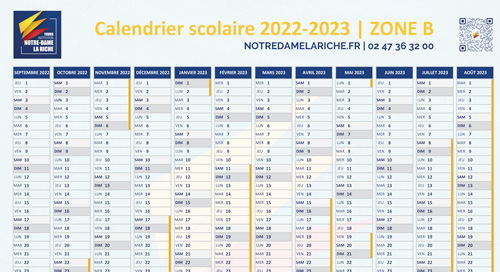 TOURS
NOTRE-DAME
LA RICHE
Calendrier scolaire 2022-2023 | ZONE B
NOTREDAMELARICHE.FR | 02 47 36 32 00
SEPTEMBRE 2022 OCTOBRE 2022 NOVEMBRE 2022 DÉCEMBRE 2022 JANVIER 2023 FÉVRIER 2023 MARS 2023 AVRIL 2023 MAI 2023 JUIN 2023 JUILLET 2023 AOÛT 2023
JEU 1 SAM 1 MAR 1 JEU 1 DIM 1 MER 1 MER 1 SAM 1 LUN 1 JEU 1 SAM 1 MAR 1
VEN 2 DIM 2 MER 2 VEN 2 LUN 2 JEU 2 JEU 2 DIM 2 MAR 2 VEN 2 DIM 2 MER 2
SAM 3 LUN 3 JEU 3 SAM 3 MAR 3 VEN 3 VEN 3 LUN 3 MER 3 SAM 3 LUN 3 JEU 3
DIM 4 MAR 4 VEN 4 DIM 4 MER 4 SAM 4 SAM 4 MAR 4 JEU 4 DIM 4 MAR 4 VEN 4
LUN 5 MER 5 SAM 5 LUN 5 JEU 5 DIM 5 DIM 5 MER 5 VEN 5 LUN 5 MER 5 SAM 5
MAR 6 JEU 6 DIM 6 MAR 6 VEN 6 LUN 6 LUN 6 JEU 6 SAM 6 MAR 6 JEU 6 DIM 6
MER 7 VEN 7 LUN 7 MER 7 SAM 7 MAR 7 MAR 7 VEN 7 DIM 7 MER 7 VEN 7 LUN 7
JEU 8 SAM 8 MAR 8 JEU 8 DIM 8 MER 8 MER 8 SAM 8 LUN 8 JEU 8 SAM 8 MAR 8
VEN 9 DIM 9 MER 9 VEN 9 LUN 9 JEU 9 JEU 9 DIM 9 MAR 9 VEN 9 DIM 9 MER 9
SAM 10 LUN 10 JEU 10 SAM 10 MAR 10 VEN 10 VEN 10 LUN 10 MER 10 SAM 10 LUN 10 JEU 10
DIM 11 MAR 11 VEN 11 DIM 11 MER 11 SAM 11 SAM 11 MAR 11 JEU 11 DIM 11 MAR 11 VEN 11
LUN 12 MER 12 SAM 12 LUN 12 JEU 12 DIM 12 DIM 12 MER 12 VEN 12 LUN 12 MER 12 SAM 12
MAR 13 JEU 13 DIM 13 MAR 13 VEN 13 LUN 13 LUN 13 JEU 13 SAM 13 MAR 13 JEU 13 DIM 13
MER 14 VEN 14 LUN 14 MER 14 SAM 14 MAR 14 MAR 14 VEN 14 DIM 14 MER 14 VEN 14 LUN 14
JEU 15 SAM 15 MAR 15 JEU 15 DIM 15 MER 15 MER 15 SAM 15 LUN 15 JEU 15 SAM 15 MAR 15
VEN 16 DIM 16 MER 16 VEN 16 LUN 16 JEU 16 JEU 16 DIM 16 MAR 16 VEN 16 DIM 16 MER 16
SAM 17 LUN 17 JEU 17 SAM 17 MAR 17 VEN 17 VEN 17 LUN 17 MER 17 SAM 17 LUN 17 JEU 17
DIM 18 MAR 18 VEN 18 DIM 18 MER 18 SAM 18 SAM 18 MAR 18 JEU 18 DIM 18 MAR 18 VEN 18
LUN 19 MER 19 SAM 19 LUN 19 JEU 19 DIM 19 DIM 19 MER 19 VEN 19 LUN 19 MER 19 SAM 19
MAR 20 JEU 20 DIM 20 MAR 20 VEN 20 LUN 20 LUN 20 JEU 20 SAM 20 MAR 20 JEU 20 DIM 20
MER 21 VEN 21 LUN 21 MER 21 SAM 21 MAR 21 MAR 21 VEN 21 DIM 21 MER 21 VEN 21 LUN 21
JEU 22 SAM 22 MAR 22 JEU 22 DIM 22 MER 22 MER 22 SAM 22 LUN 22 JEU 22 SAM 22 MAR 22